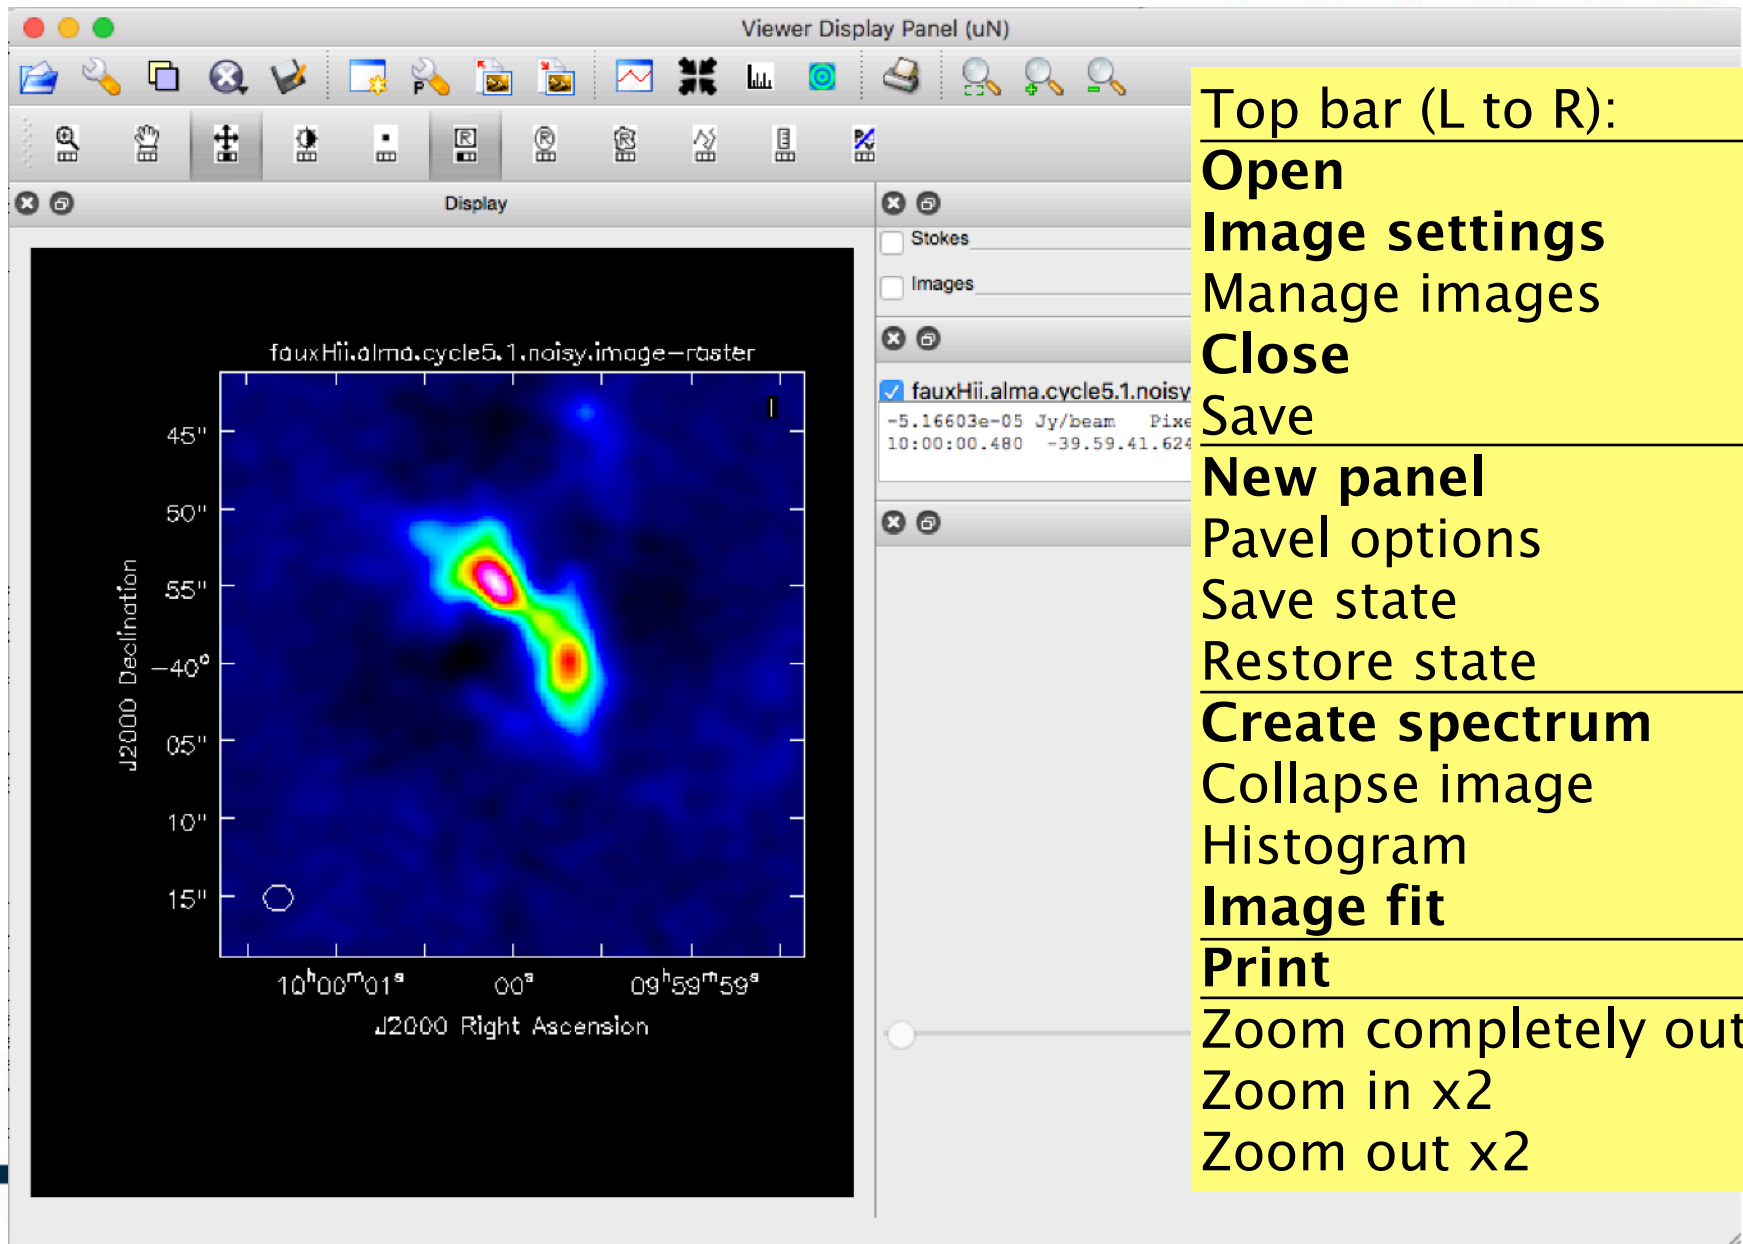 Viewer Display Panel (uN)
Display
Stokes
Images
fauxHii.alma.cycle5.1.noisy
-5.16603e-05 Jy/beam Pixe
10:00:00.480 -39.59.41.624
fauxHii.alma.cycle5.1.noisy.image-raster
I
45"
50"
55"
-40°
05"
10"
15"
J2000 Declination
10ʰ00ᵐ01ˢ 00ˢ 09ʰ59ᵐ59ˢ
J2000 Right Ascension
Top bar (L to R):
Open
Image settings
Manage images
Close
Save
New panel
Pavel options
Save state
Restore state
Create spectrum
Collapse image
Histogram
Image fit
Print
Zoom completely out
Zoom in x2
Zoom out x2